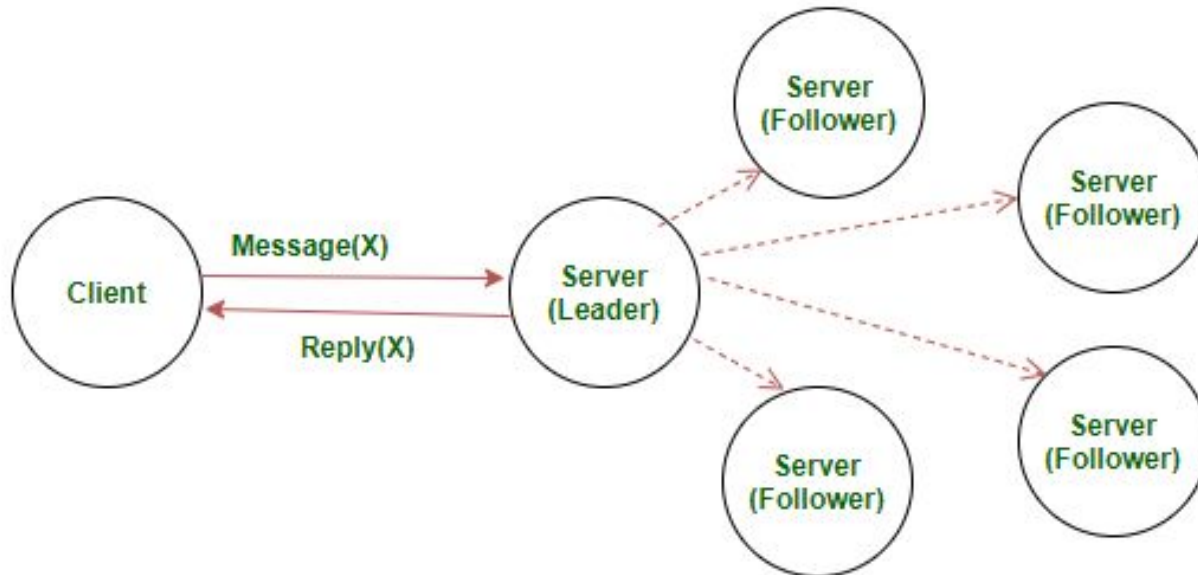 Client
Message(X)
Reply(X)
Server
(Leader)
Server
(Follower)
Server
(Follower)
Server
(Follower)
Server
(Follower)